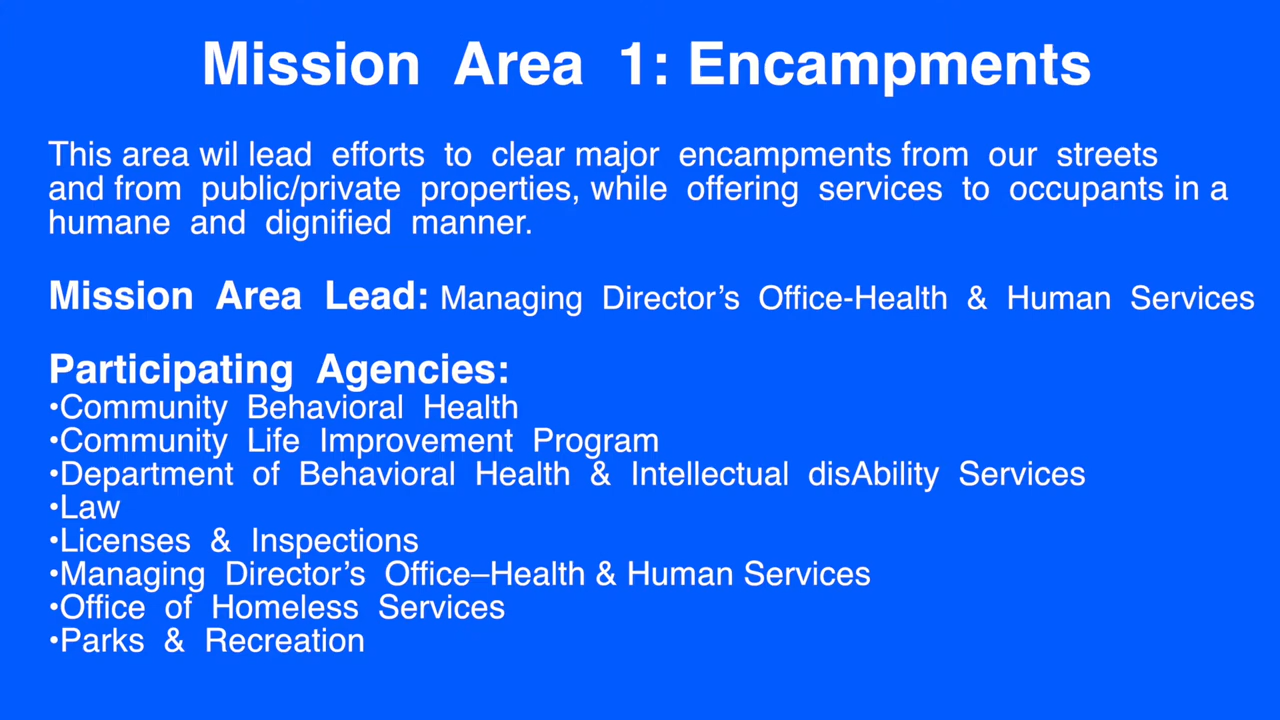 Mission Area 1: Encampments
This area wil lead efforts to clear major encampments from our streets
and from public/private properties, while offering services to occupants in a
humane and dignified manner.
Mission Area Lead: Managing Director’s Office-Health & Human Services
Participating Agencies:
•Community Behavioral Health
•Community Life Improvement Program
•Department of Behavioral Health & Intellectual disAbility Services
•Law
•Licenses & Inspections
•Managing Director’s Office–Health & Human Services
•Office of Homeless Services
•Parks & Recreation